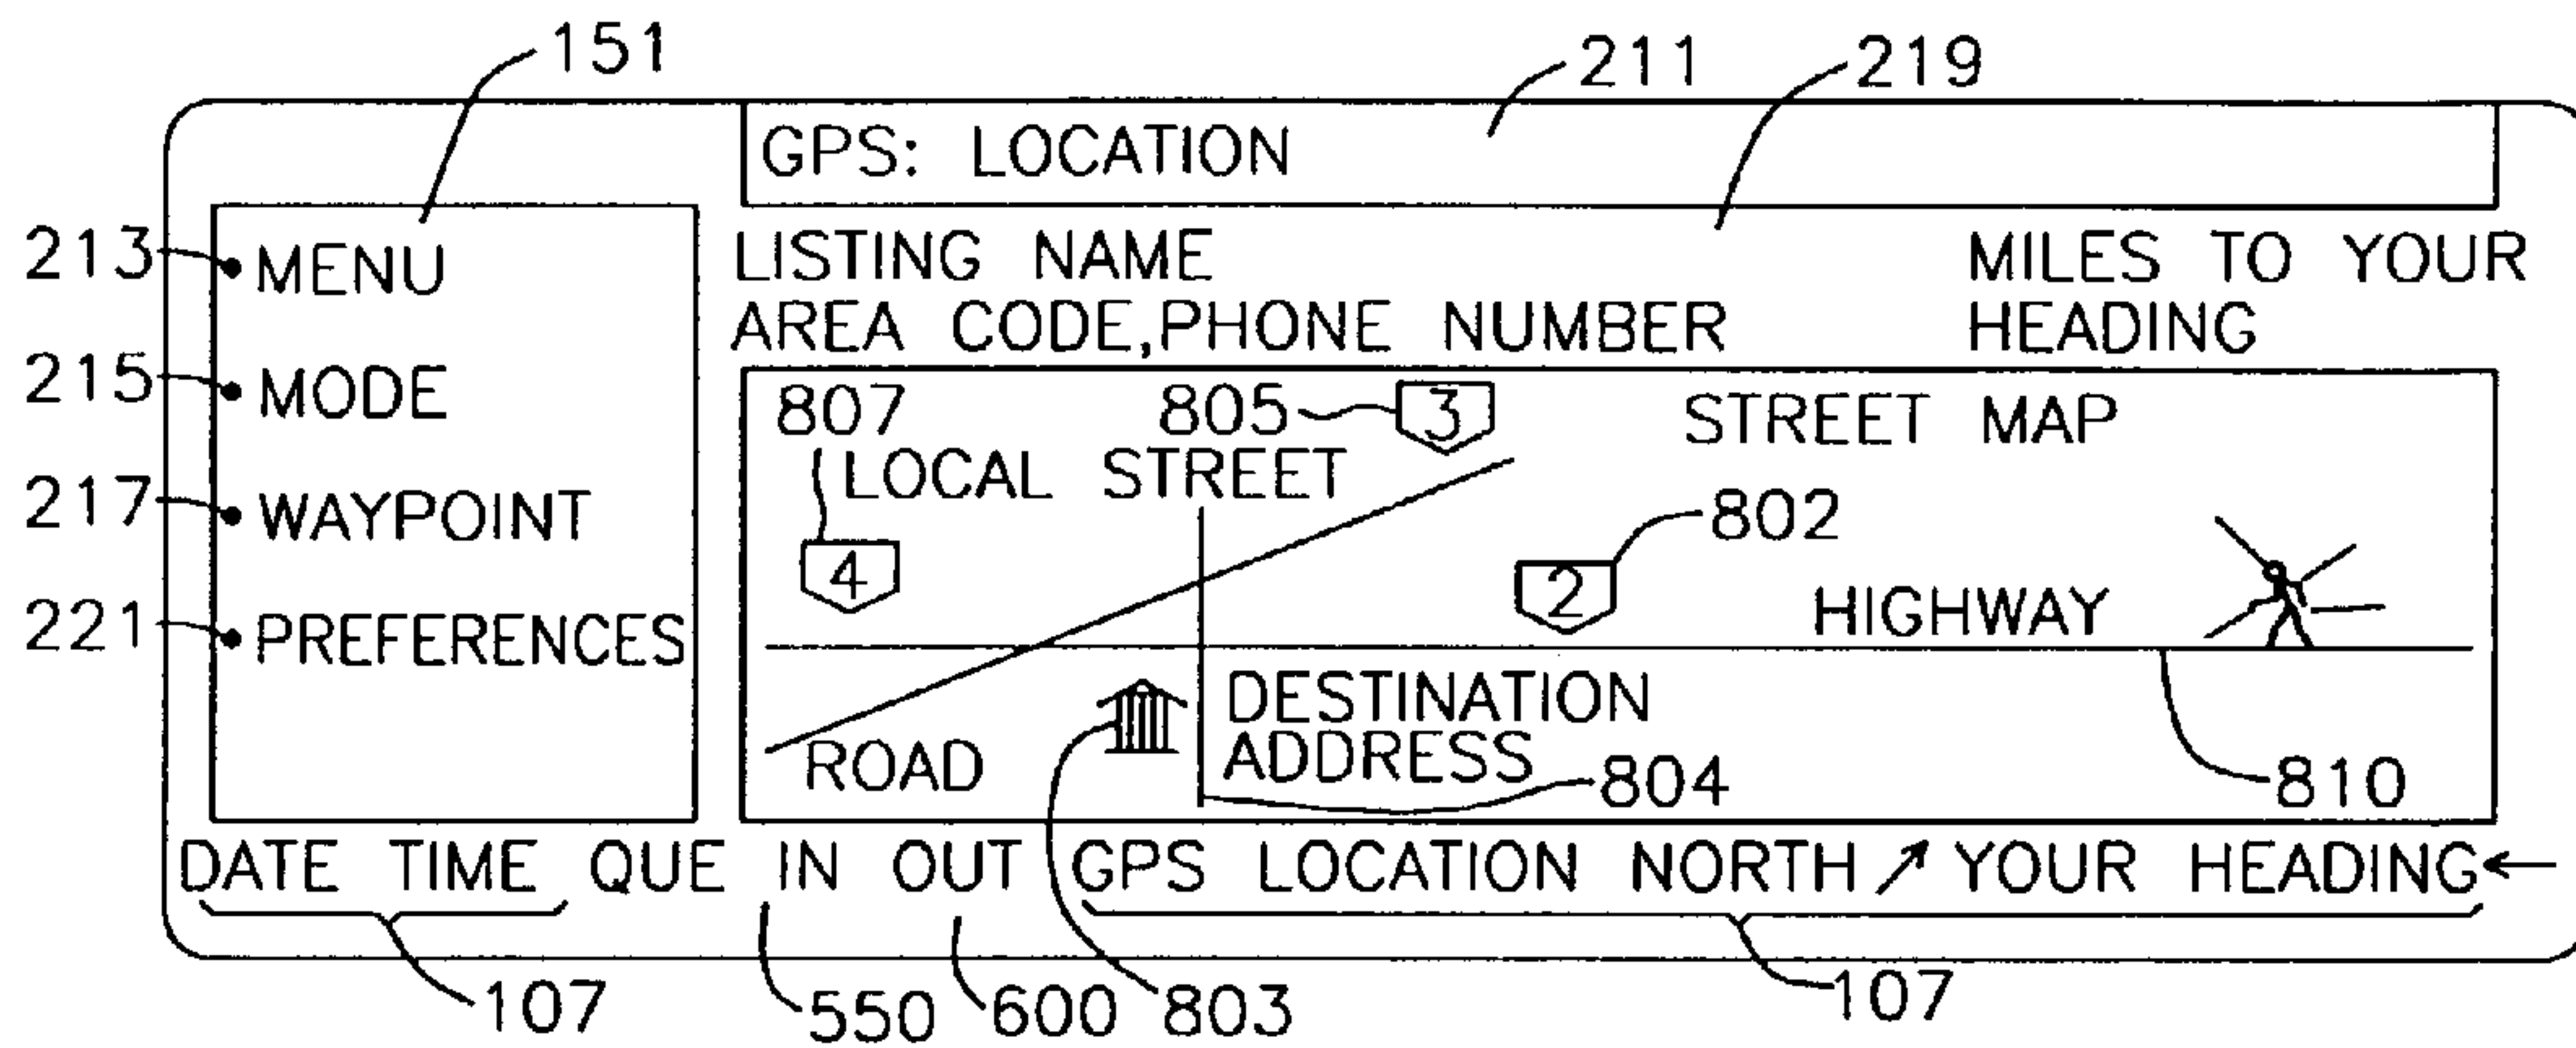 151
211
219
GPS: LOCATION
213 MENU
LISTING NAME
MILES TO YOUR
AREA CODE,PHONE NUMBER
HEADING
215 MODE
807
805
3
STREET MAP
LOCAL STREET
217 WAYPOINT
802
4
2
221 PREFERENCES
HIGHWAY
DESTINATION
ADDRESS
ROAD
804
810
DATE TIME QUE IN OUT GPS LOCATION NORTH ↗ YOUR HEADING←
107
550
600
803
107